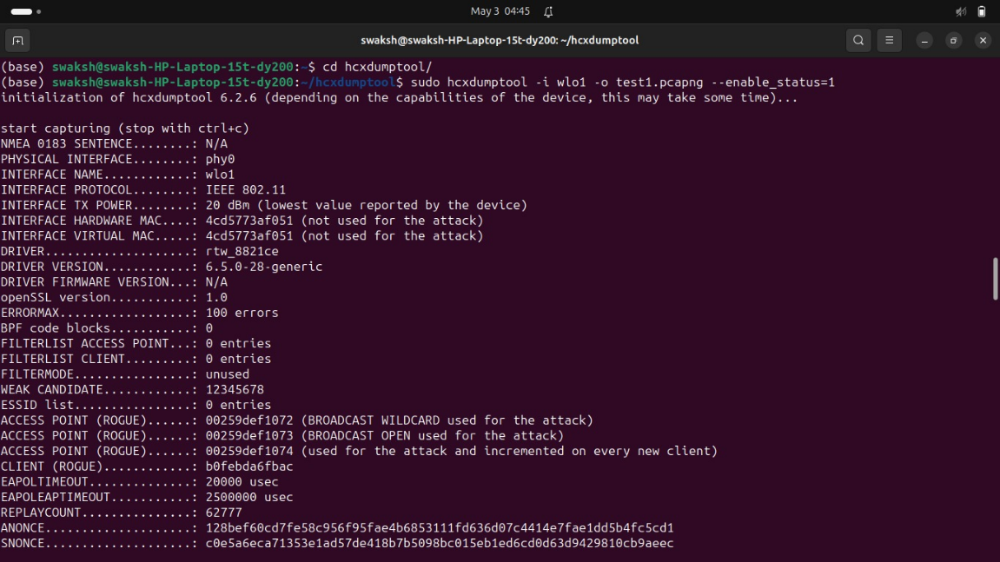 May 3 04:45
swaksh@swaksh-HP-Laptop-15t-dy200: ~/hcxdumptool
(base) swaksh@swaksh-HP-Laptop-15t-dy200:~$ cd hcxdumptool/
(base) swaksh@swaksh-HP-Laptop-15t-dy200:~/hcxdumptool$ sudo hcxdumptool -i wlo1 -o test1.pcapng --enable_status=1
initialization of hcxdumptool 6.2.6 (depending on the capabilities of the device, this may take some time)...
start capturing (stop with ctrl+c)
NMEA 0183 SENTENCE........: N/A
PHYSICAL INTERFACE........: phy0
INTERFACE NAME............: wlo1
INTERFACE PROTOCOL........: IEEE 802.11
INTERFACE TX POWER........: 20 dBm (lowest value reported by the device)
INTERFACE HARDWARE MAC....: 4cd5773af051 (not used for the attack)
INTERFACE VIRTUAL MAC.....: 4cd5773af051 (not used for the attack)
DRIVER....................: rtw_8821ce
DRIVER VERSION............: 6.5.0-28-generic
DRIVER FIRMWARE VERSION...: N/A
openSSL version...........: 1.0
ERRORMAX..................: 100 errors
BPF code blocks...........: 0
FILTERLIST ACCESS POINT...: 0 entries
FILTERLIST CLIENT.........: 0 entries
FILTERMODE................: unused
WEAK CANDIDATE............: 12345678
ESSID list................: 0 entries
ACCESS POINT (ROGUE)......: 00259def1072 (BROADCAST WILDCARD used for the attack)
ACCESS POINT (ROGUE)......: 00259def1073 (BROADCAST OPEN used for the attack)
ACCESS POINT (ROGUE)......: 00259def1074 (used for the attack and incremented on every new client)
CLIENT (ROGUE)............: b0febda6fbac
EAPOLTIMEOUT..............: 20000 usec
EAPOLEAPTIMEOUT...........: 2500000 usec
REPLAYCOUNT...............: 62777
ANONCE....................: 128bef60cd7fe58c956f95fae4b6853111fd636d07c4414e7fae1dd5b4fc5cd1
SNONCE....................: c0e5a6eca71353e1ad57de418b7b5098bc015eb1ed6cd0d63d9429810cb9aeec